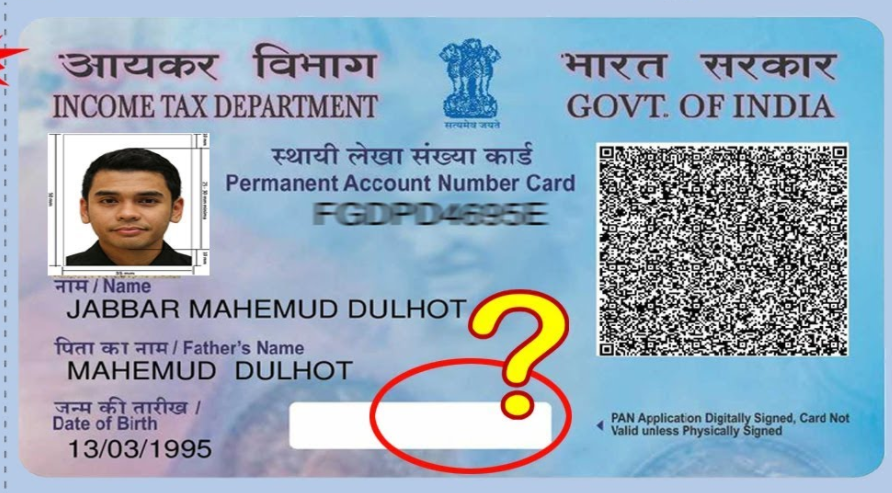 आयकर विभाग
INCOME TAX DEPARTMENT
सत्यमेव जयते
भारत सरकार
GOVT. OF INDIA
स्थायी लेखा संख्या कार्ड
Permanent Account Number Card
FGDPD4695E
नाम / Name
JABBAR MAHEMUD DULHOT
पिता का नाम / Father's Name
MAHEMUD DULHOT
जन्म की तारीख /
Date of Birth
13/03/1995
?
PAN Application Digitally Signed, Card Not
Valid unless Physically Signed